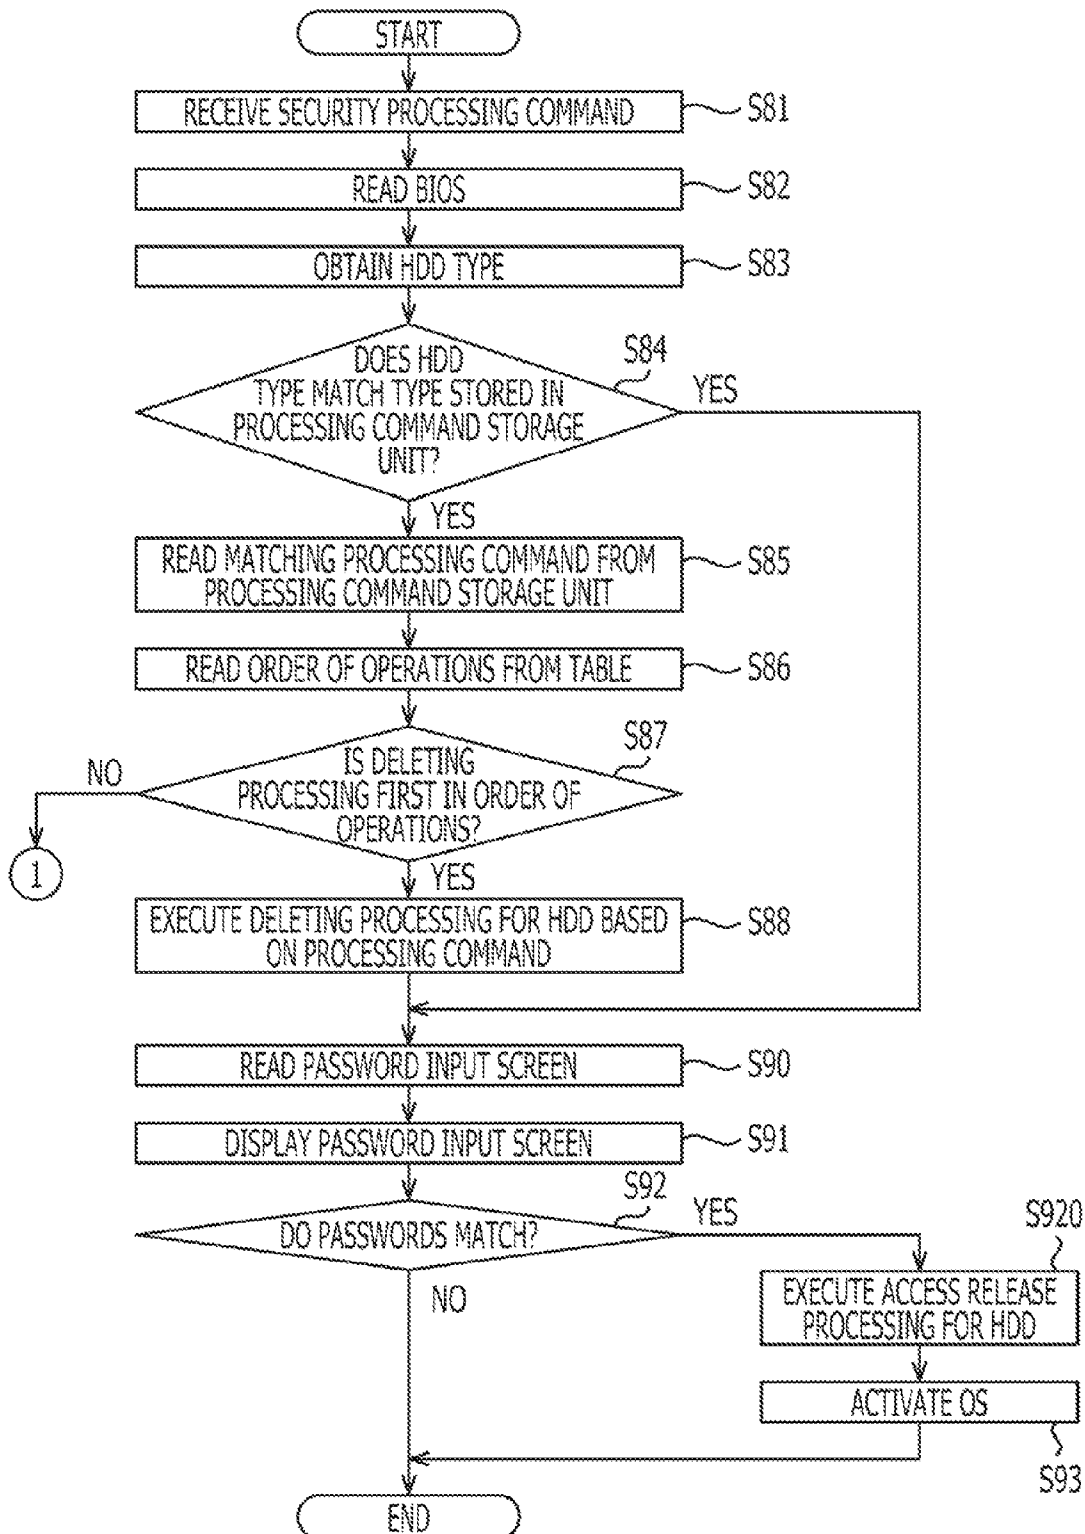 START
RECEIVE SECURITY PROCESSING COMMAND
S81
READ BIOS
S82
OBTAIN HDD TYPE
S83
DOES HDD
TYPE MATCH TYPE STORED IN
PROCESSING COMMAND STORAGE
UNIT?
S84
YES
YES
READ MATCHING PROCESSING COMMAND FROM
PROCESSING COMMAND STORAGE UNIT
S85
READ ORDER OF OPERATIONS FROM TABLE
S86
IS DELETING
PROCESSING FIRST IN ORDER OF
OPERATIONS?
S87
NO
1
YES
EXECUTE DELETING PROCESSING FOR HDD BASED
ON PROCESSING COMMAND
S88
READ PASSWORD INPUT SCREEN
S90
DISPLAY PASSWORD INPUT SCREEN
S91
DO PASSWORDS MATCH?
S92
YES
NO
S920
EXECUTE ACCESS RELEASE
PROCESSING FOR HDD
ACTIVATE OS
S93
END